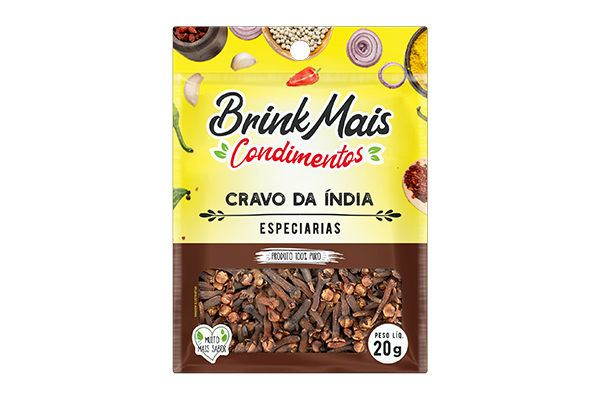 Brink Mais
Condimentos
CRAVO DA ÍNDIA
ESPECIARIAS
PRODUTO 100% PURO
MUITO
MAIS SABOR
PESO LÍQ.
20g